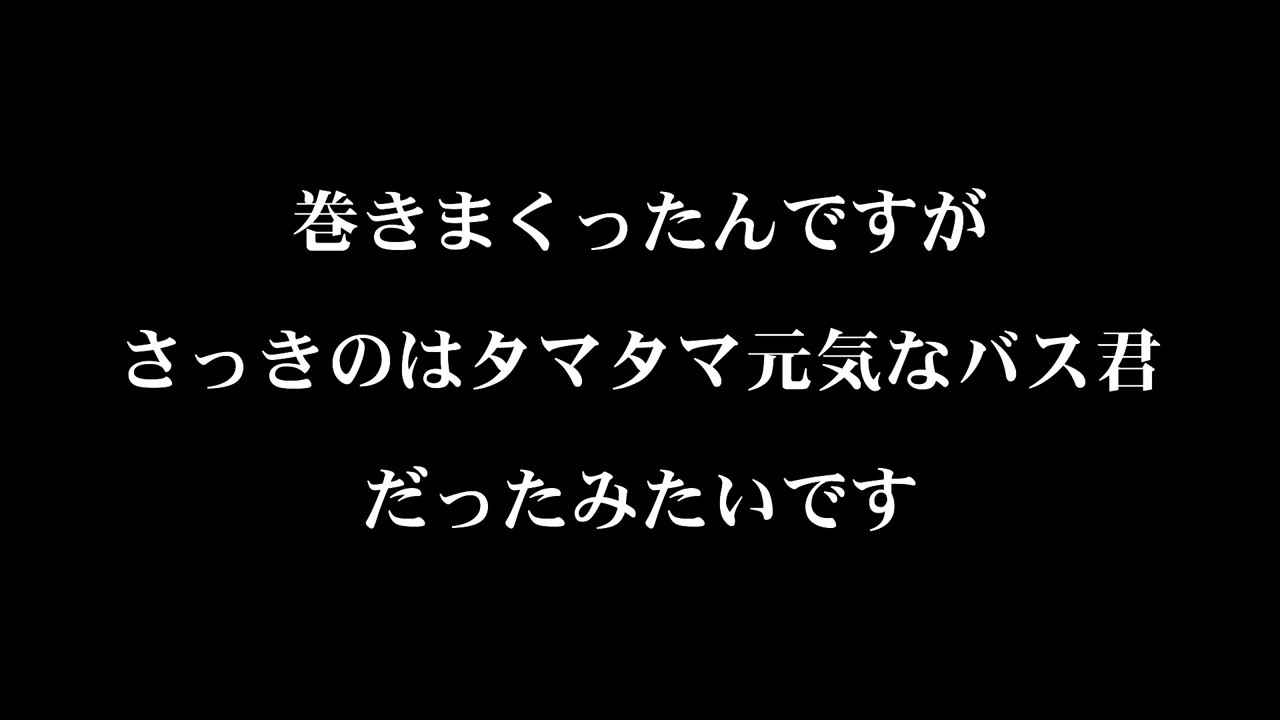 巻きまくったんですが
さっきのはタマタマ元気なバス君
だったみたいです